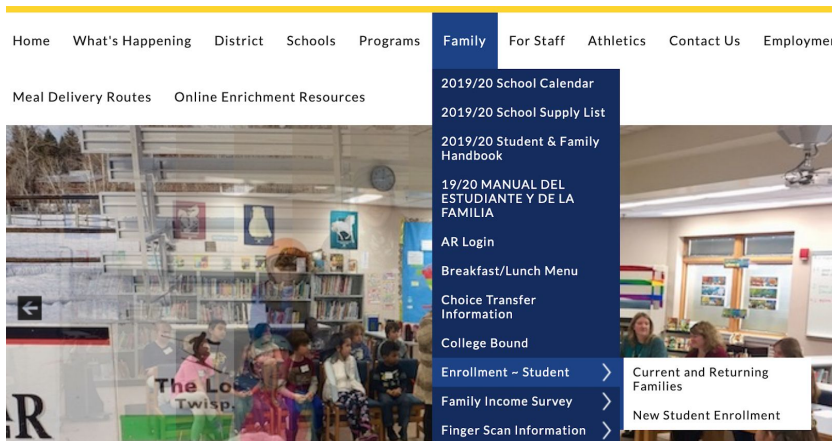 Home What's Happening District Schools Programs Family For Staff Athletics Contact Us
Meal Delivery Routes Online Enrichment Resources
2019/20 School Calendar
2019/20 School Supply List
2019/20 Student & Family
Handbook
19/20 MANUAL DEL
ESTUDIANTE Y DE LA
FAMILIA
AR Login
Breakfast/Lunch Menu
Choice Transfer
Information
College Bound
Enrollment ~ Student
Current and Returning
Families
New Student Enrollment
Family Income Survey
Finger Scan Information
The
Twisp